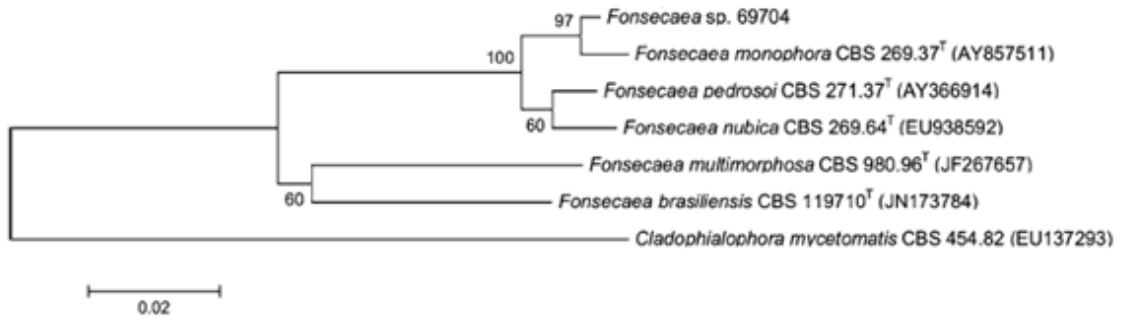 97
Fonsecaea sp. 69704
Fonsecaea monophora CBS 269.37T (AY857511)
100
Fonsecaea pedrosoi CBS 271.37T (AY366914)
60
Fonsecaea nubica CBS 269.64T (EU938592)
Fonsecaea multimorphosa CBS 980.96T (JF267657)
60
Fonsecaea brasiliensis CBS 119710T (JN173784)
Cladophialophora mycetomatis CBS 454.82 (EU137293)
0.02